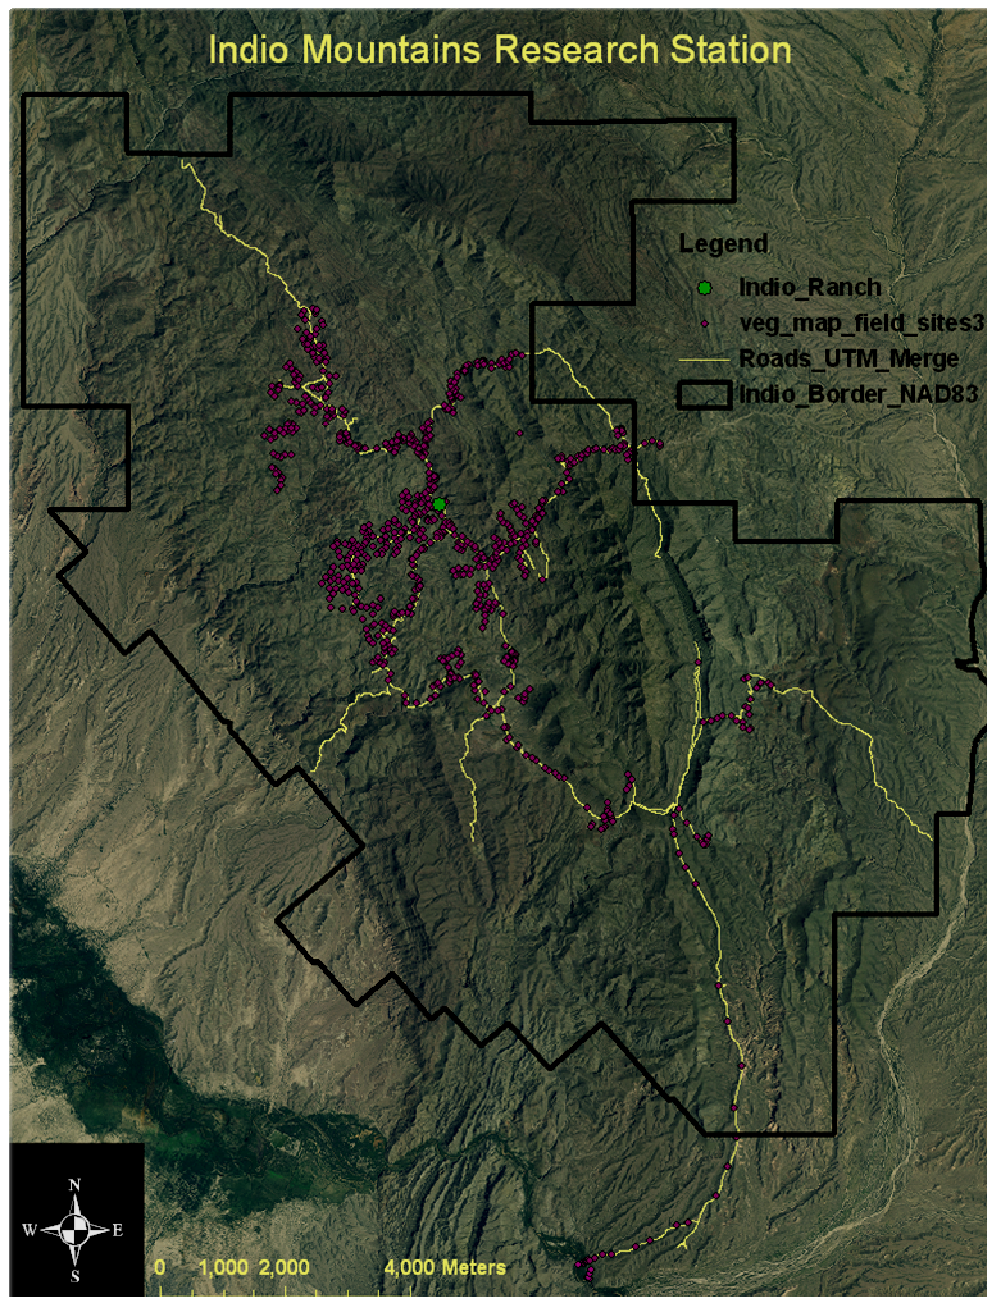 Indio Mountains Research Station
Legend
Indio_Ranch
veg_map_field_sites3
Roads_UTM_Merge
Indio_Border_NAD83
N
W E
S
0 1,000 2,000 4,000 Meters